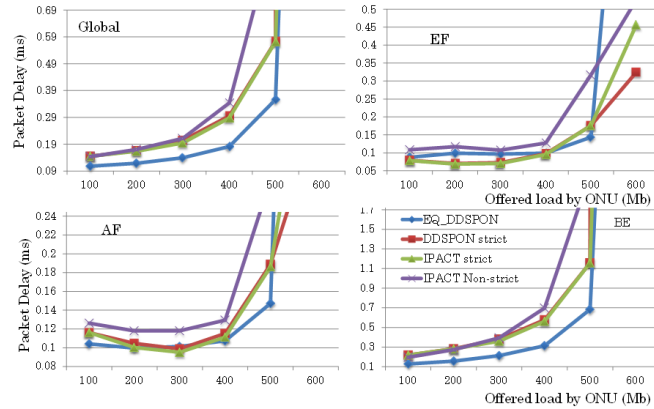 Global
Packet Delay (ms)
0.69
0.59
0.49
0.39
0.29
0.19
0.09
100 200 300 400 500 600
EF
0.5
0.45
0.4
0.35
0.3
0.25
0.2
0.15
0.1
0.05
100 200 300 400 500 600
Offered load by ONU (Mb)
AF
Packet Delay (ms)
0.24
0.22
0.2
0.18
0.16
0.14
0.12
0.1
0.08
100 200 300 400 500 600
BE
1.7
1.5
1.3
1.1
0.9
0.7
0.5
0.3
0.1
EQ_DDSPON
DDSPON strict
IPACT strict
IPACT Non-strict
100 200 300 400 500 600
Offered load by ONU (Mb)